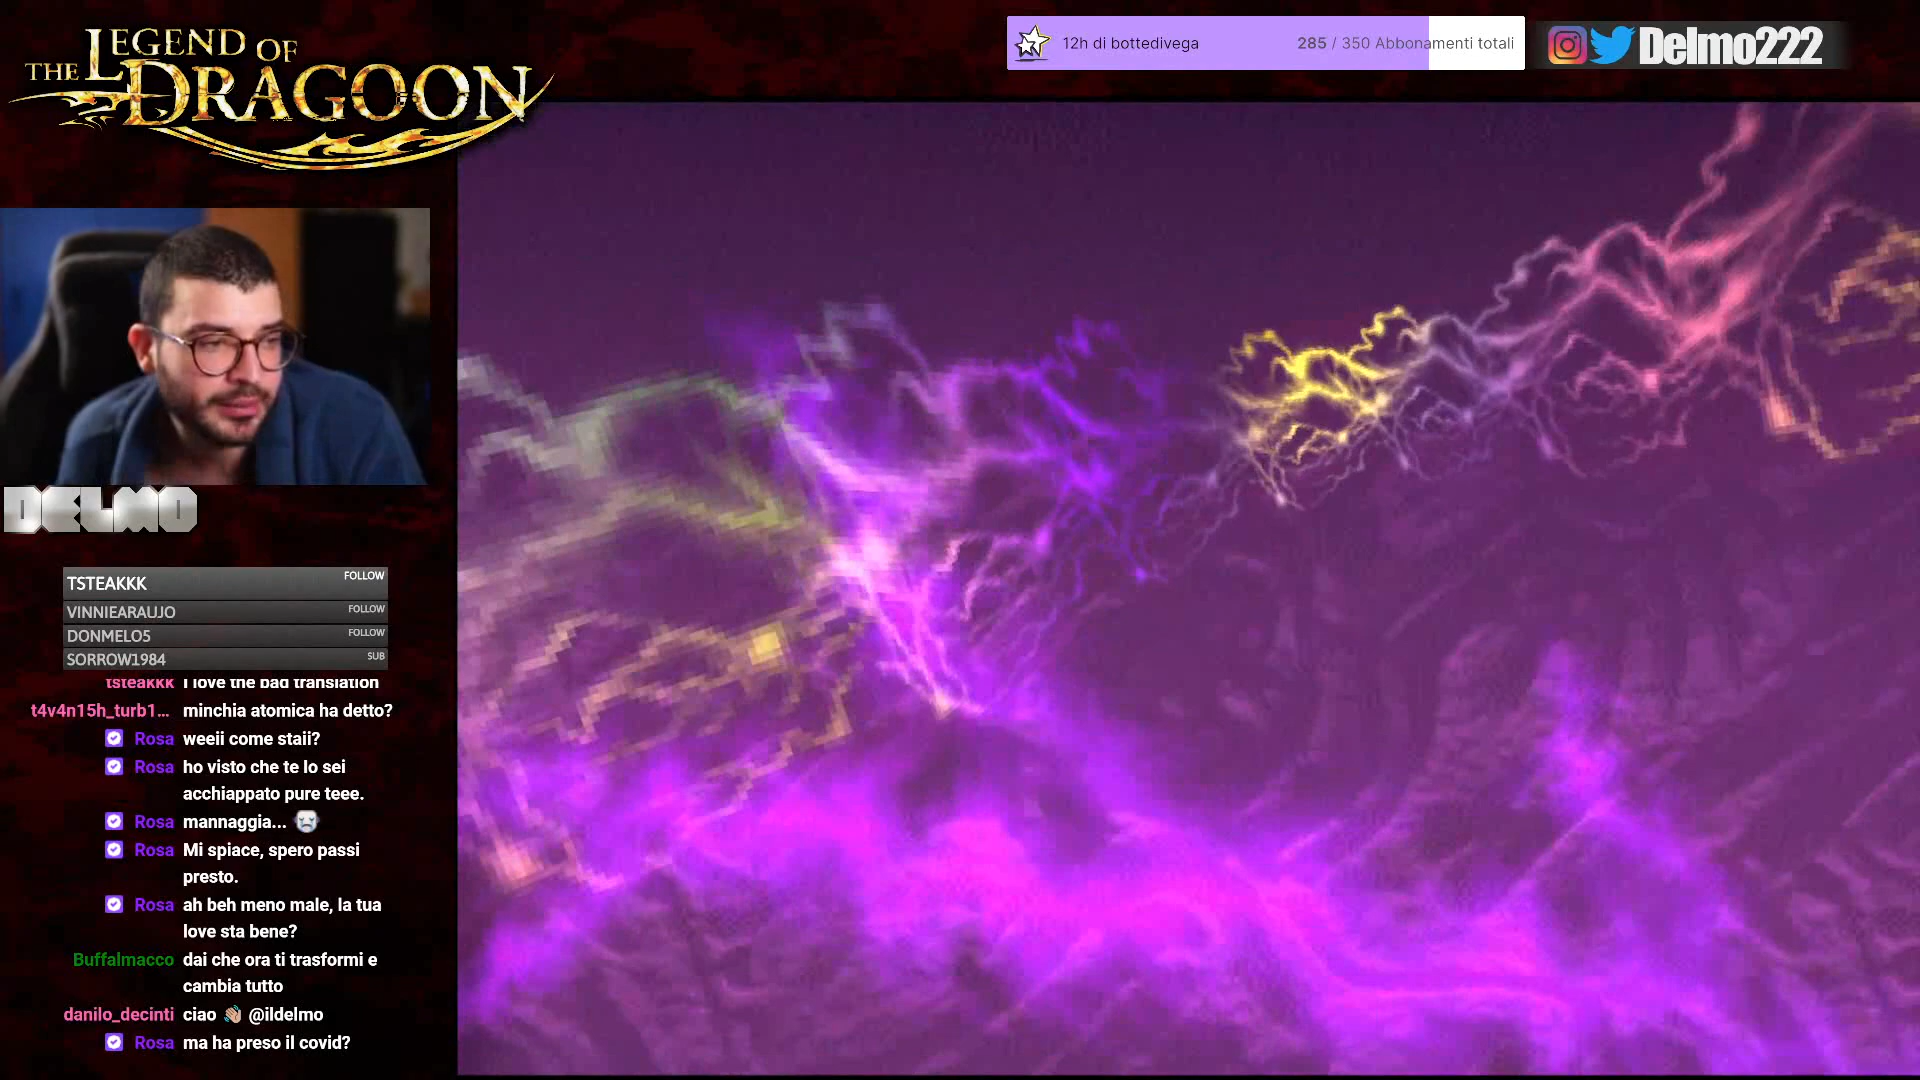 THE LEGEND OF
DRAGOON
12h di bottedivega 285 / 350 Abbonamenti totali
Delmo222
DELMO
TSTEAKKK FOLLOW
VINNIEARAUJO FOLLOW
DONMELO5 FOLLOW
SORROW1984 SUB
tsteakkk I love the bad translation
t4v4n15h_turb1... minchia atomica ha detto?
Rosa weeii come staii?
Rosa ho visto che te lo sei
acchiappato pure teee.
Rosa mannaggia...
Rosa Mi spiace, spero passi
presto.
Rosa ah beh meno male, la tua
love sta bene?
Buffalmacco dai che ora ti trasformi e
cambia tutto
danilo_decinti ciao 👋🏼 @ildelmo
Rosa ma ha preso il covid?